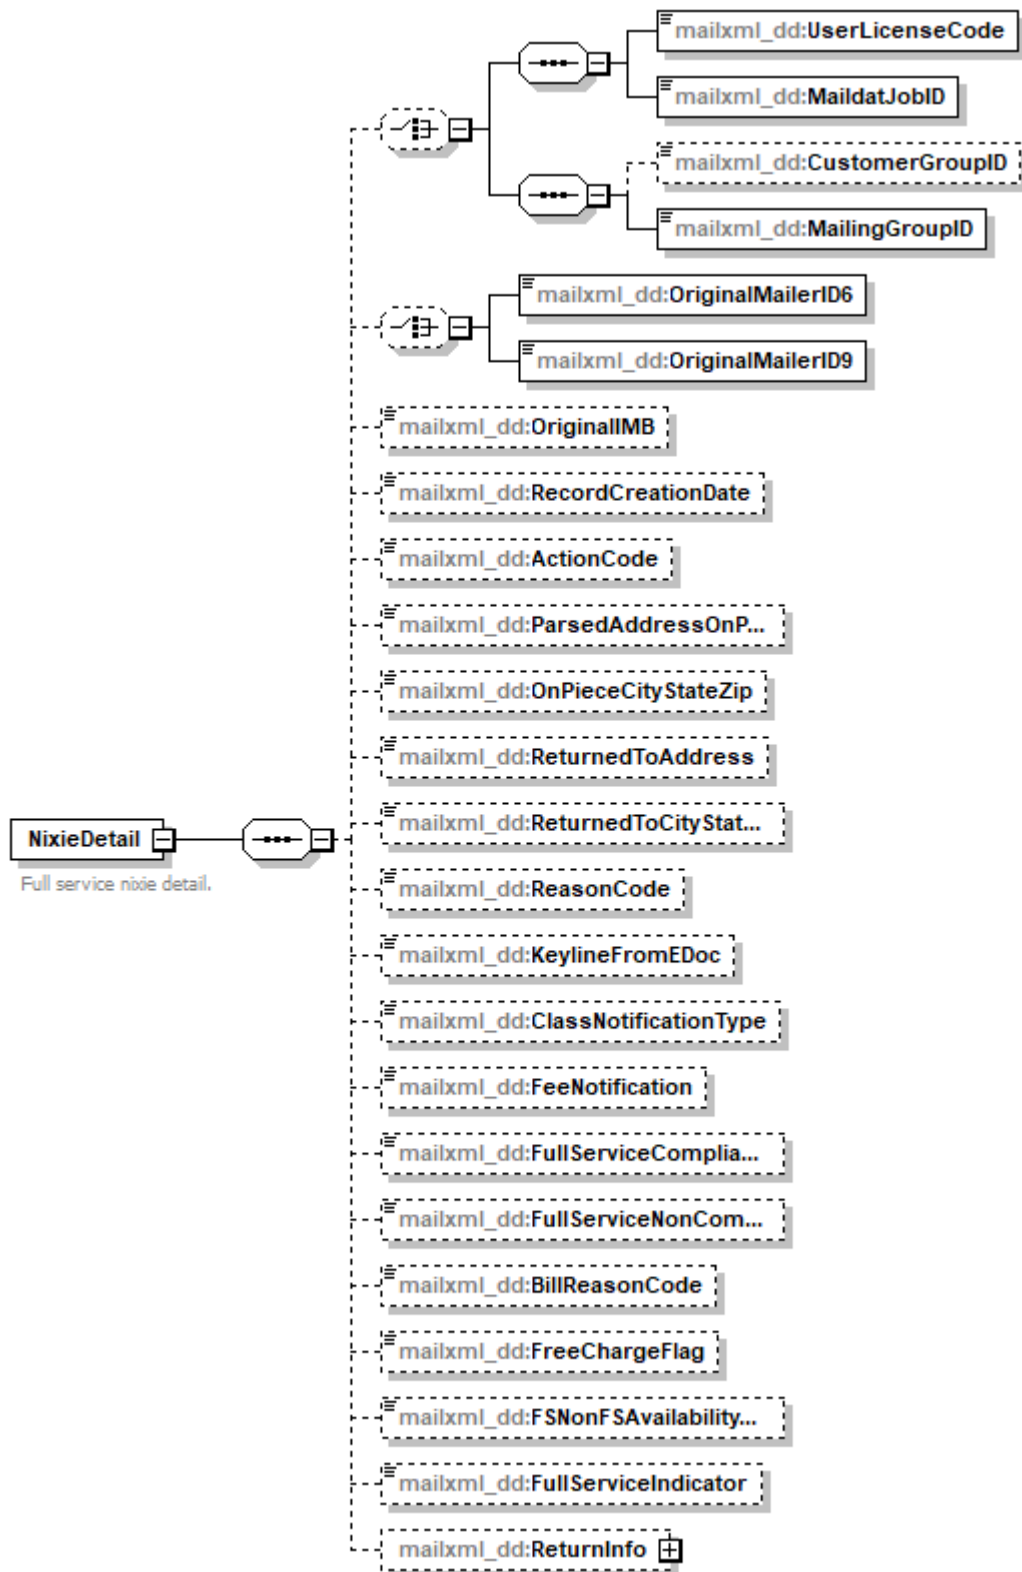 mailxml_dd:UserLicenseCode
mailxml_dd:MaildatJobID
mailxml_dd:CustomerGroupID
mailxml_dd:MailingGroupID
mailxml_dd:OriginalMailerID6
mailxml_dd:OriginalMailerID9
mailxml_dd:OriginalIMB
mailxml_dd:RecordCreationDate
mailxml_dd:ActionCode
mailxml_dd:ParsedAddressOnP...
mailxml_dd:OnPieceCityStateZip
mailxml_dd:ReturnedToAddress
mailxml_dd:ReturnedToCityStat...
NixieDetail
Full service nixie detail.
mailxml_dd:ReasonCode
mailxml_dd:KeylineFromEDoc
mailxml_dd:ClassNotificationType
mailxml_dd:FeeNotification
mailxml_dd:FullServiceComplia...
mailxml_dd:FullServiceNonCom...
mailxml_dd:BillReasonCode
mailxml_dd:FreeChargeFlag
mailxml_dd:FSNonFSAvailability...
mailxml_dd:FullServiceIndicator
mailxml_dd:ReturnInfo